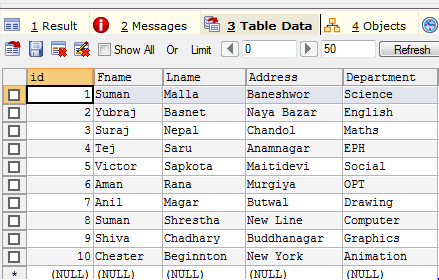 1 Result 2 Messages 3 Table Data 4 Objects
Show All Or Limit 0 50 Refresh
id Fname Lname Address Department
1 Suman Malla Baneshwor Science
2 Yubraj Basnet Naya Bazar English
3 Suraj Nepal Chandol Maths
4 Tej Saru Anamnagar EPH
5 Victor Sapkota Maitidevi Social
6 Aman Rana Murgiya OPT
7 Anil Magar Butwal Drawing
8 Suman Shrestha New Line Computer
9 Shiva Chadhary Buddhanagar Graphics
10 Chester Beginnton New York Animation
* (NULL) (NULL) (NULL) (NULL) (NULL)